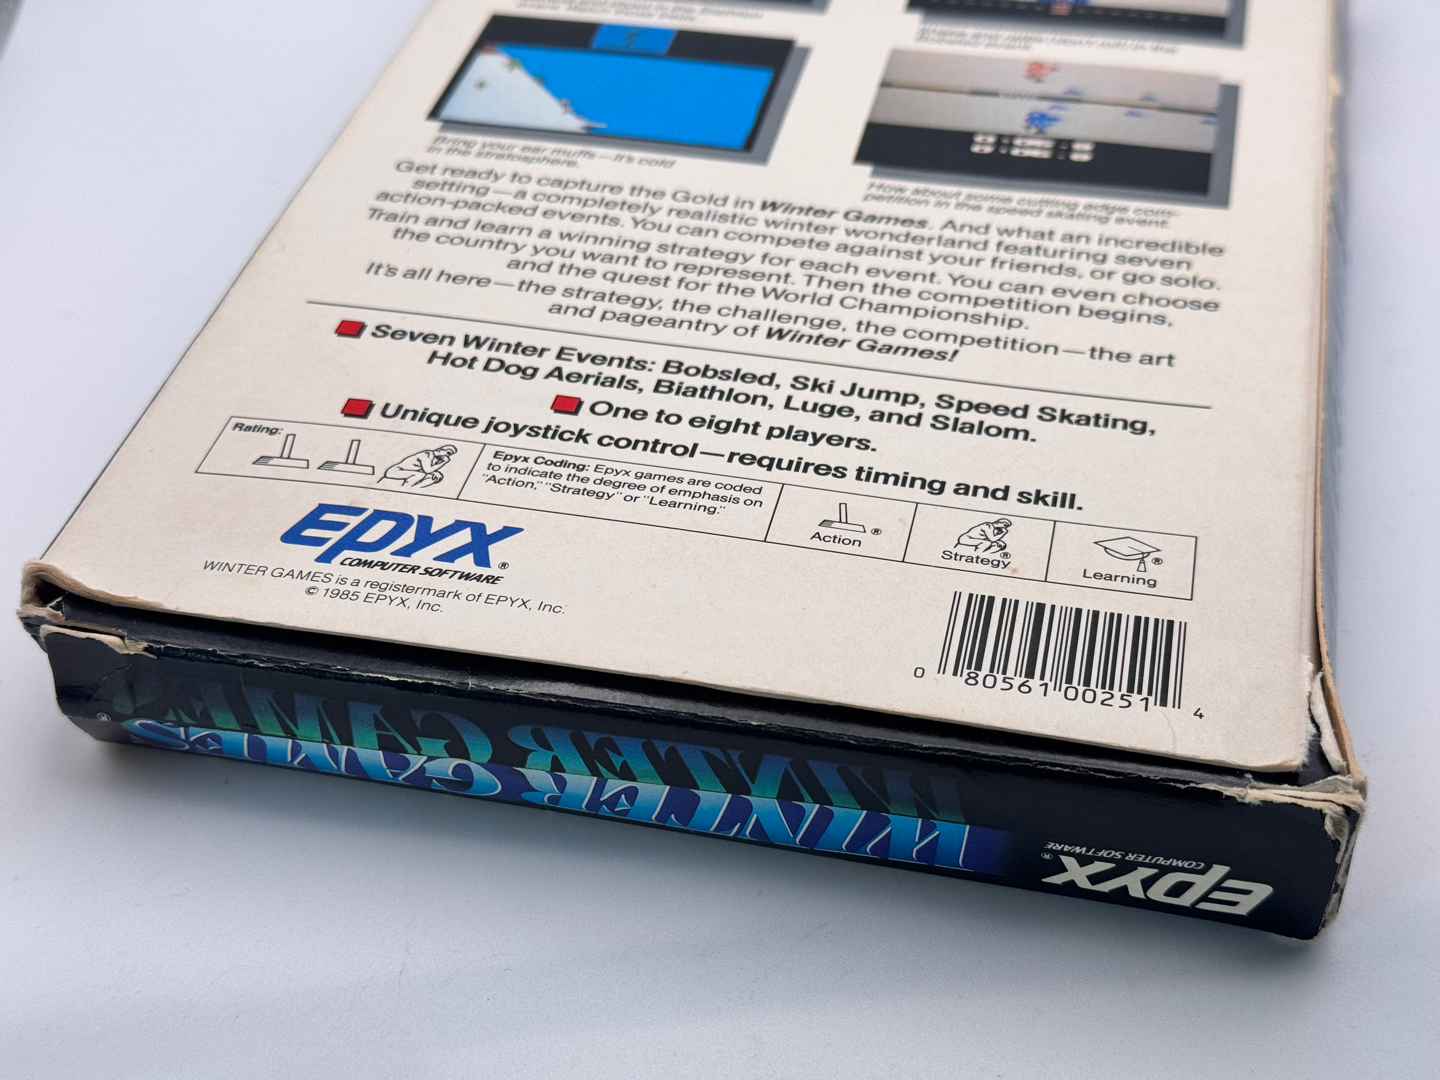 Bring your ear muffs—it's cold
in the stratosphere.
How about some cutting edge com-
petition in the speed skating event.
Get ready to capture the Gold in Winter Games. And what an incredible
setting—a completely realistic winter wonderland featuring seven
action-packed events. You can compete against your friends, or go solo.
Train and learn a winning strategy for each event. You can even choose
the country you want to represent. Then the competition begins,
and the quest for the World Championship.
It's all here—the strategy, the challenge, the competition—the art
and pageantry of Winter Games!
Seven Winter Events: Bobsled, Ski Jump, Speed Skating,
Hot Dog Aerials, Biathlon, Luge, and Slalom.
One to eight players.
Unique joystick control—requires timing and skill.
Rating:
Epyx Coding: Epyx games are coded
to indicate the degree of emphasis on
"Action," "Strategy" or "Learning."
Action ®
Strategy ®
Learning ®
EPYX ®
COMPUTER SOFTWARE
WINTER GAMES is a registermark of EPYX, Inc.
© 1985 EPYX, Inc.
0 80561 00251 4
WINTER GAMES
EPYX ®
COMPUTER SOFTWARE